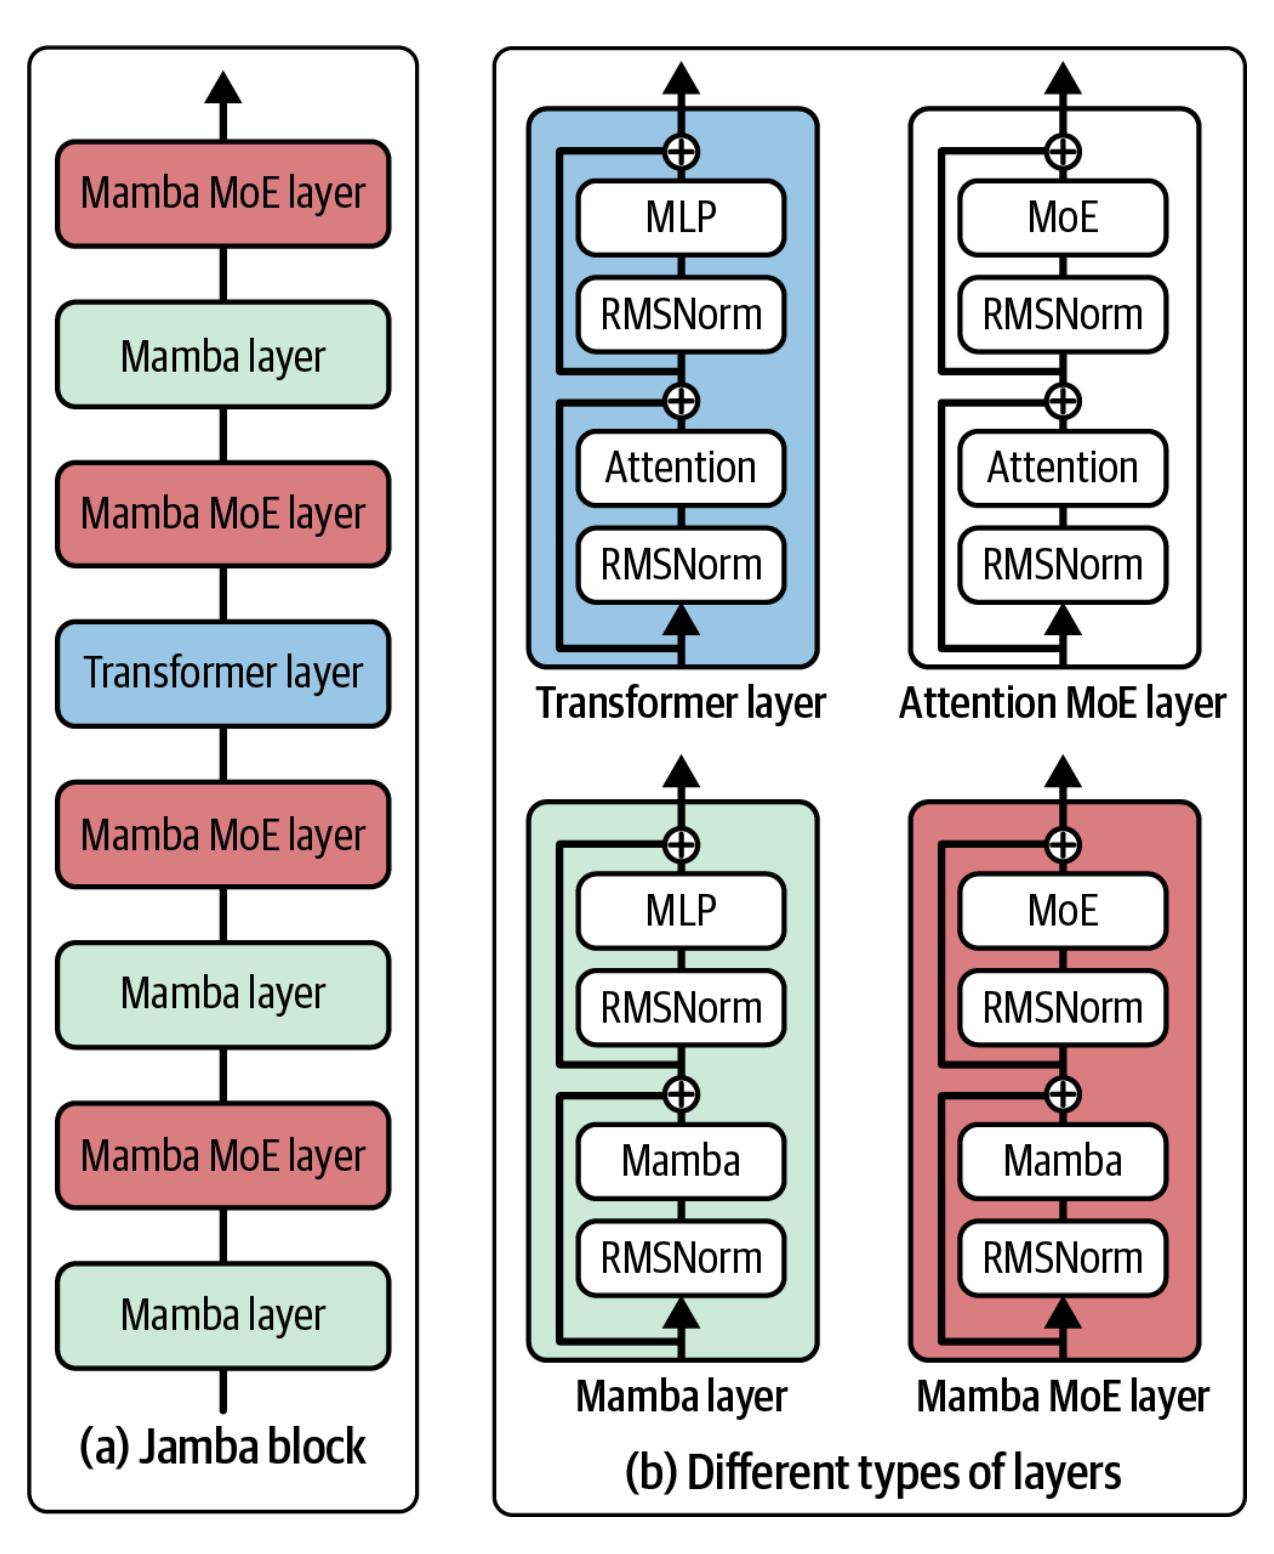 Mamba MoE layer
Mamba layer
Mamba MoE layer
Transformer layer
Mamba MoE layer
Mamba layer
Mamba MoE layer
Mamba layer
(a) Jamba block
MLP
RMSNorm
Attention
RMSNorm
Transformer layer
MoE
RMSNorm
Attention
RMSNorm
Attention MoE layer
MLP
RMSNorm
Mamba
RMSNorm
Mamba layer
MoE
RMSNorm
Mamba
RMSNorm
Mamba MoE layer
(b) Different types of layers